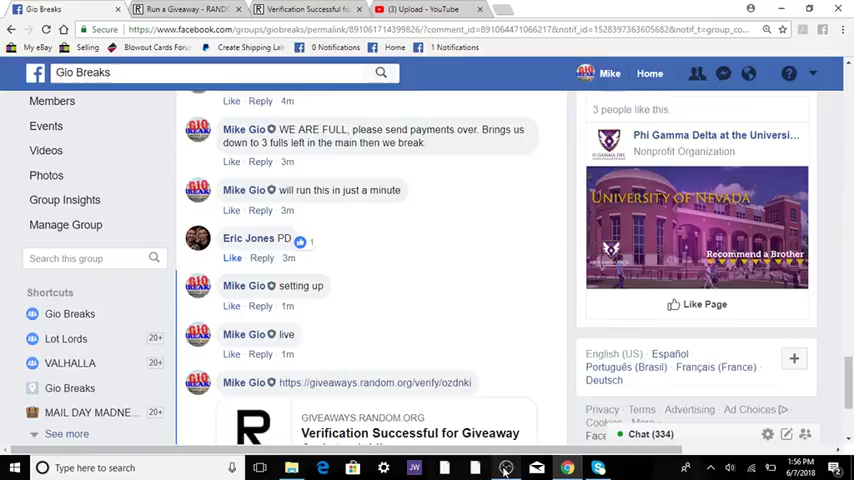 Gio Breaks
Run a Giveaway - RANDO
Verification Successful fo
(3) Upload - YouTube
Secure
https://www.facebook.com/groups/giobreaks/permalink/891061714399826/?comment_id=891064471066217&notif_id=1528397363605682&notif_t=group_co
My eBay
Selling
Blowout Cards Forum
Create Shipping Lab
0 Notifications
Home
1 Notifications
Gio Breaks
Mike
Home
Members
Events
Videos
Photos
Group Insights
Manage Group
Search this group
Shortcuts
Gio Breaks
Lot Lords
20+
VALHALLA
20+
Gio Breaks
MAIL DAY MADNE...
20+
See more
Like · Reply · 4m
Mike Gio WE ARE FULL, please send payments over. Brings us
down to 3 fulls left in the main then we break.
Like · Reply · 3m
Mike Gio will run this in just a minute
Like · Reply · 3m
Eric Jones PD
1
Like · Reply · 3m
Mike Gio setting up
Like · Reply · 1m
Mike Gio live
Like · Reply · 1m
Mike Gio https://giveaways.random.org/verify/ozdnki
R
GIVEAWAYS.RANDOM.ORG
Verification Successful for Giveaway
3 people like this.
Phi Gamma Delta at the Universi...
Nonprofit Organization
UNIVERSITY OF NEVADA
Recommend a Brother
Like Page
English (US) · Español ·
Português (Brasil) · Français (France) ·
Deutsch
Privacy · Terms · Advertising · Ad Choices
Cookies
Face
Chat (334)
Type here to search
JW
1:56 PM
6/7/2018
2